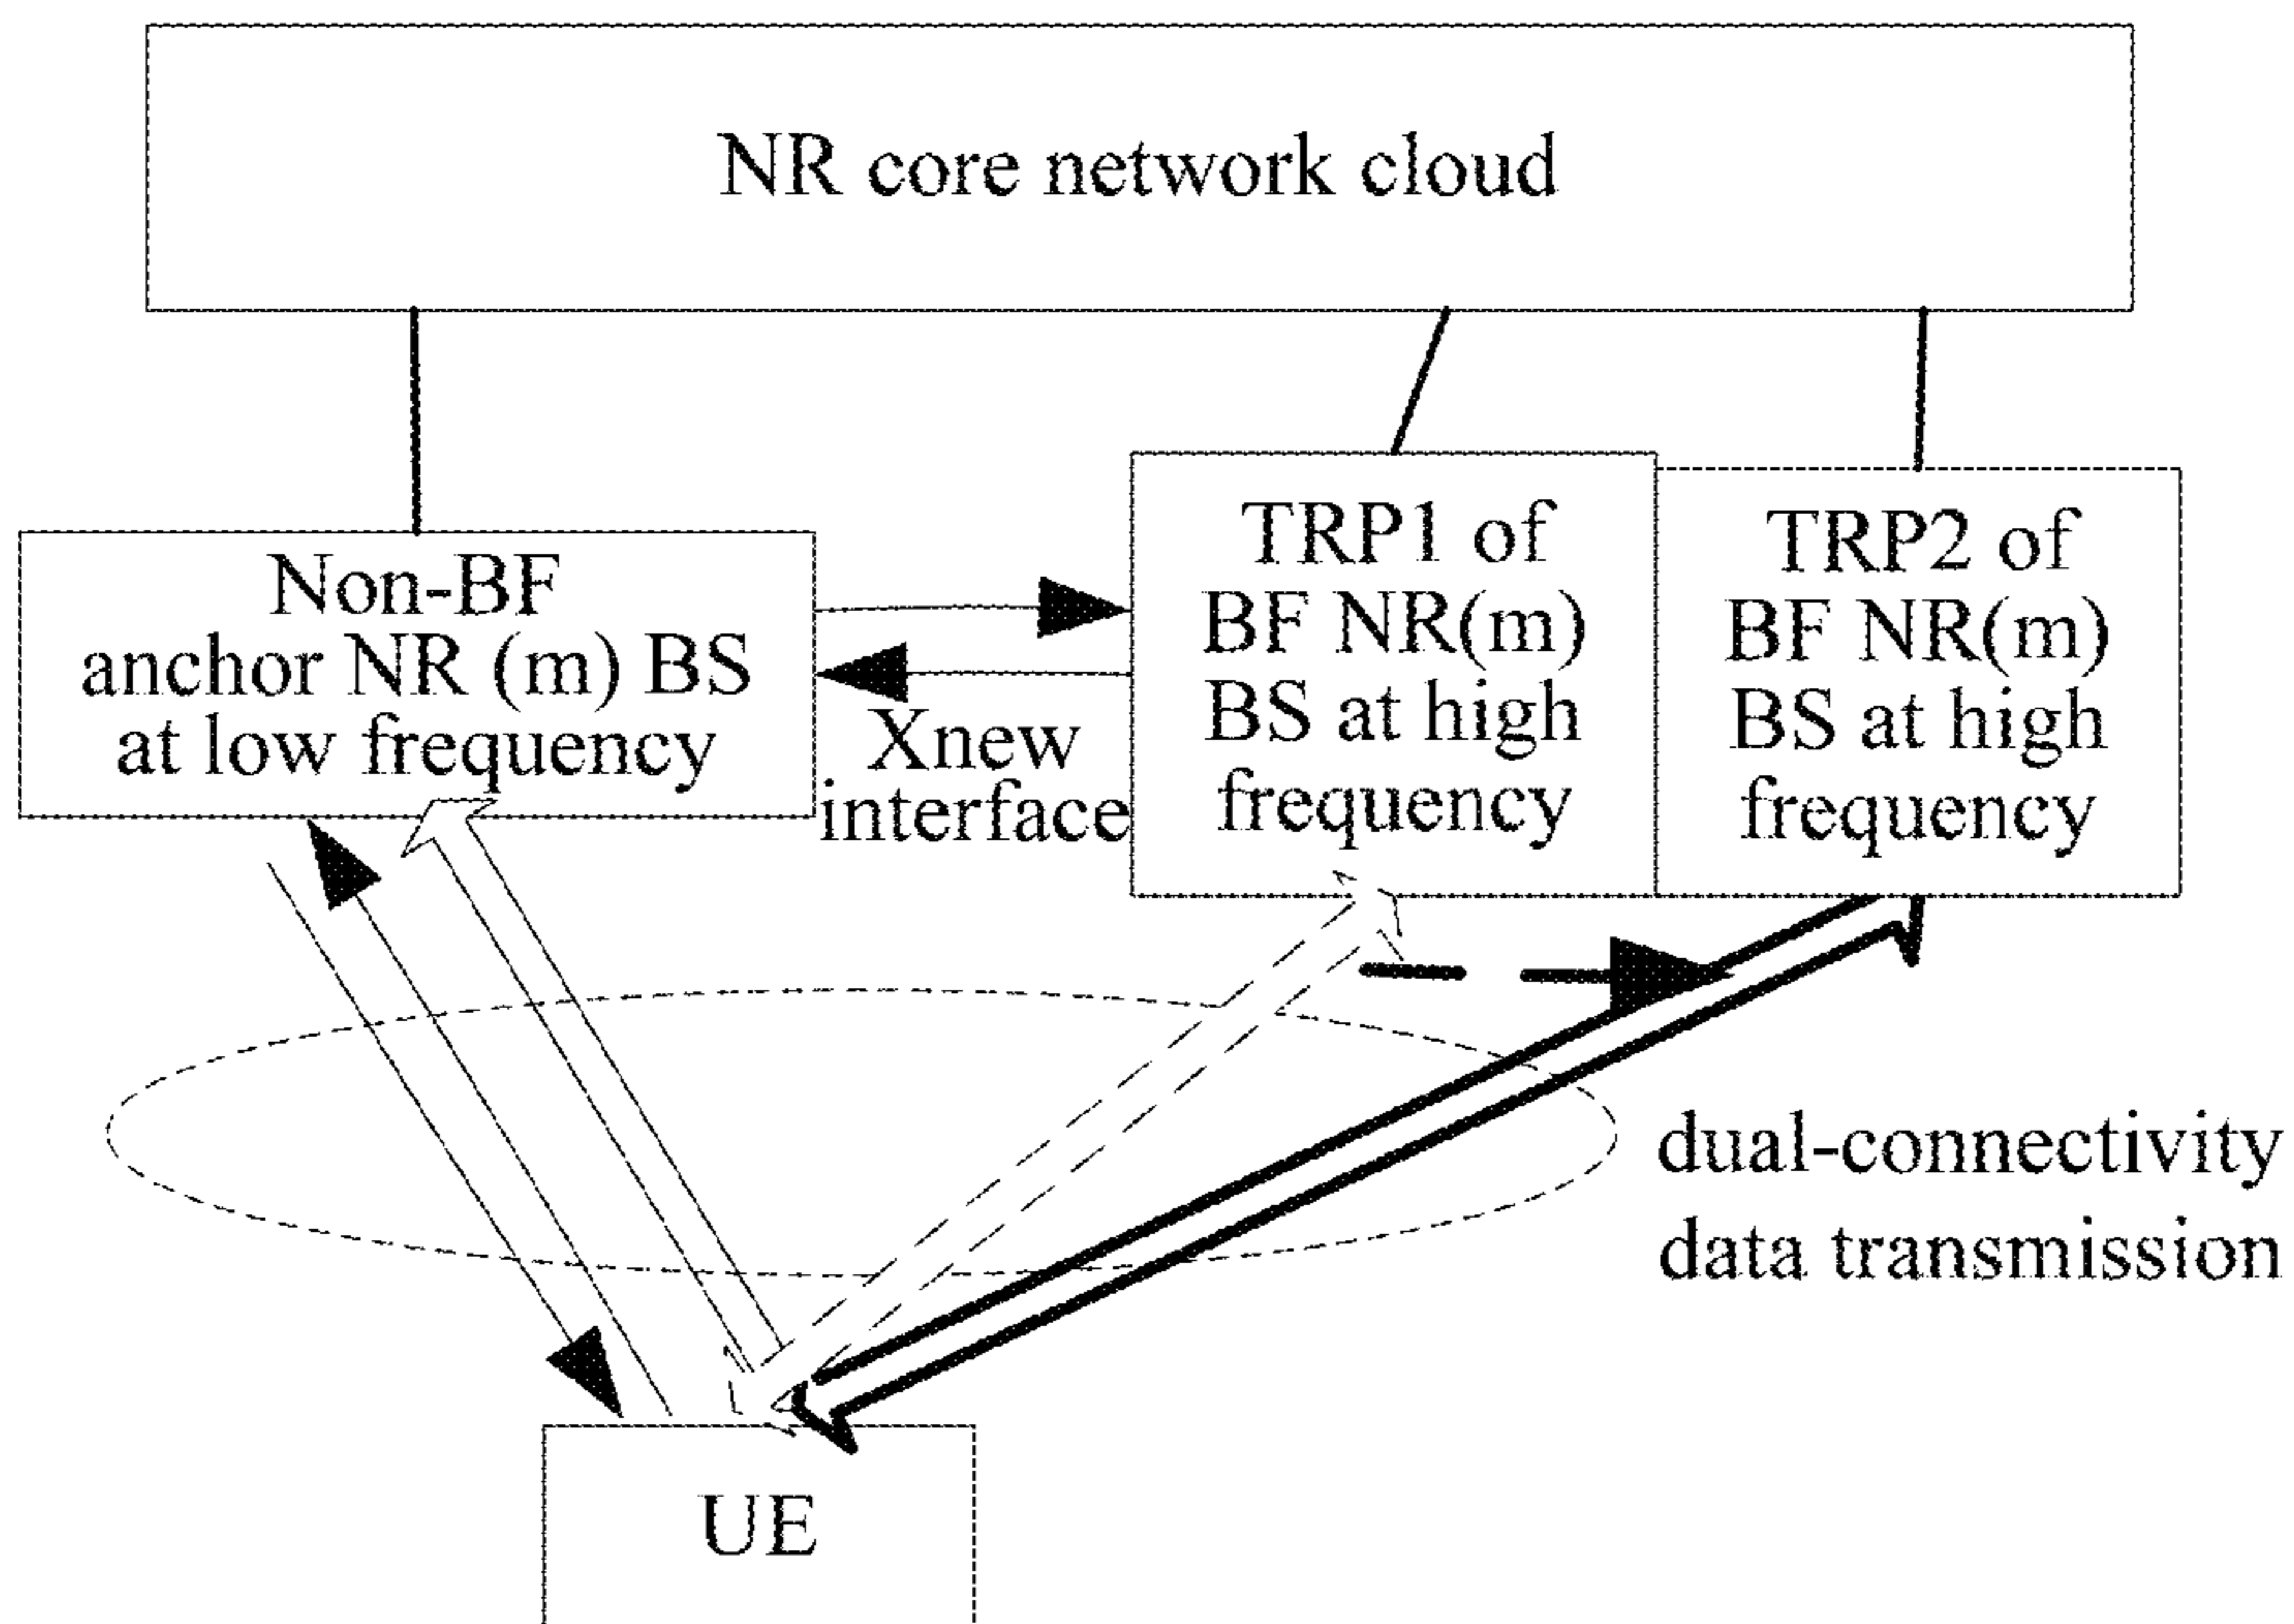 NR core network cloud
Non-BF
anchor NR (m) BS
at low frequency
Xnew
interface
TRP1 of
BF NR(m)
BS at high
frequency
TRP2 of
BF NR(m)
BS at high
frequency
dual-connectivity
data transmission
UE